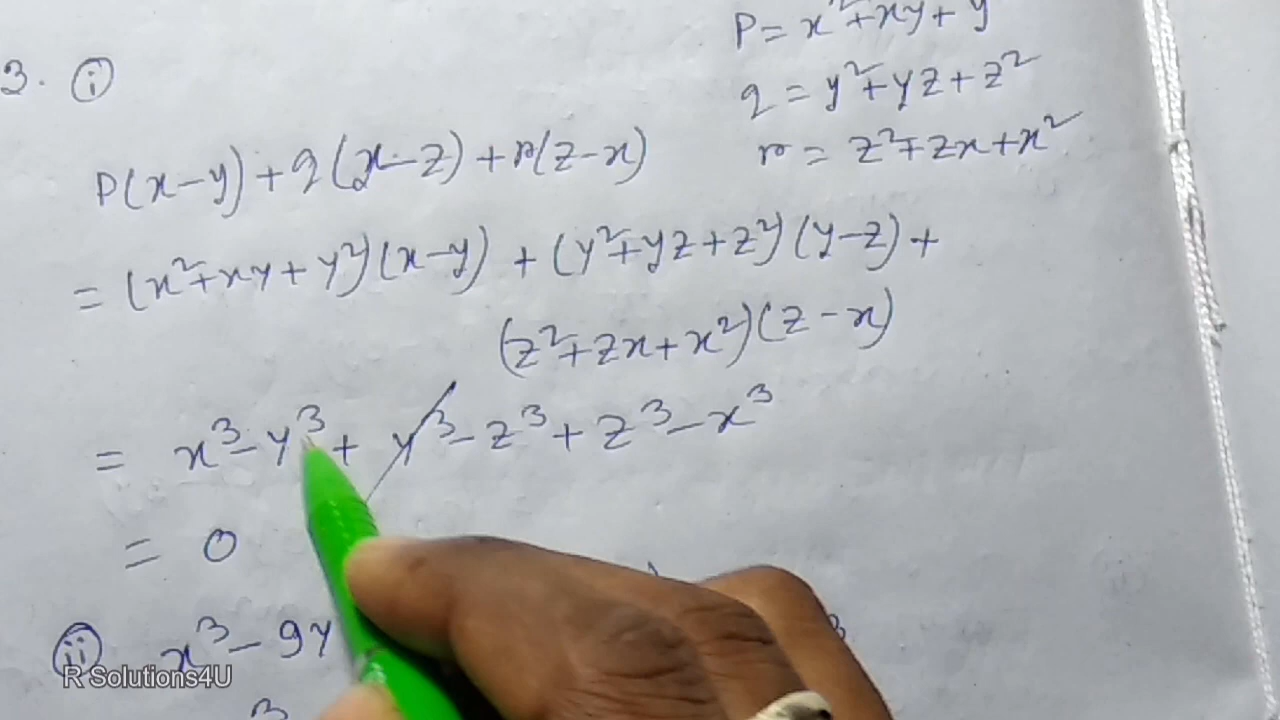 P = x²+xy+y
3. (i)
q = y²+yz+z²
P(x-y)+q(x-z)+r(z-x)
r = z²+zx+x²
= (x²+xy+y²)(x-y) + (y²+yz+z²)(y-z)+
(z²+zx+x²)(z-x)
= x³-y³+ y³-z³+z³-x³
= 0
(ii) x³-9y
R Solutions4U
3